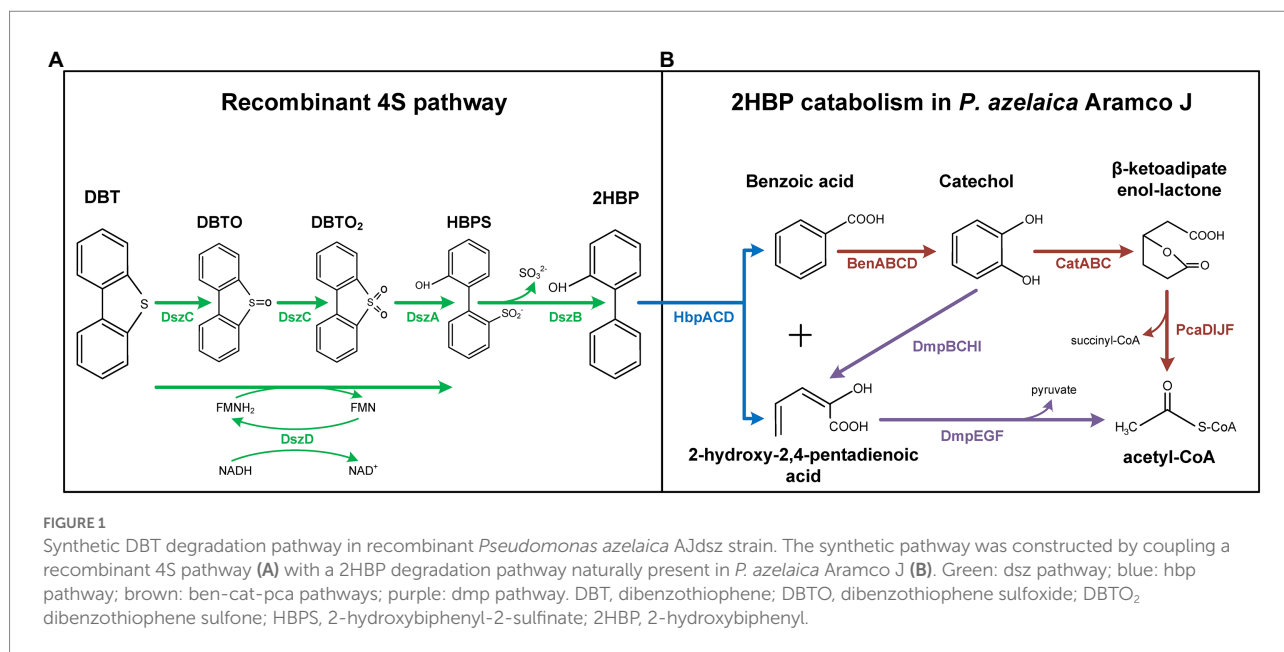 A
B
Recombinant 4S pathway
2HBP catabolism in P. azelaica Aramco J
DBT
DBTO
DBTO₂
HBPS
2HBP
S
S=O
S
O
O
OH
SO₂⁻
SO₃²⁻
HO
DszC
DszC
DszA
DszB
FMNH₂
FMN
DszD
NADH
NAD⁺
HbpACD
Benzoic acid
COOH
BenABCD
Catechol
OH
OH
CatABC
β-ketoadipate
enol-lactone
COOH
O
O
+
DmpBCHI
succinyl-CoA
PcaDIJF
OH
COOH
2-hydroxy-2,4-pentadienoic
acid
DmpEGF
pyruvate
O
H₃C
S-CoA
acetyl-CoA
FIGURE 1
Synthetic DBT degradation pathway in recombinant Pseudomonas azelaica AJdsz strain. The synthetic pathway was constructed by coupling a
recombinant 4S pathway (A) with a 2HBP degradation pathway naturally present in P. azelaica Aramco J (B). Green: dsz pathway; blue: hbp
pathway; brown: ben-cat-pca pathways; purple: dmp pathway. DBT, dibenzothiophene; DBTO, dibenzothiophene sulfoxide; DBTO₂
dibenzothiophene sulfone; HBPS, 2-hydroxybiphenyl-2-sulfinate; 2HBP, 2-hydroxybiphenyl.